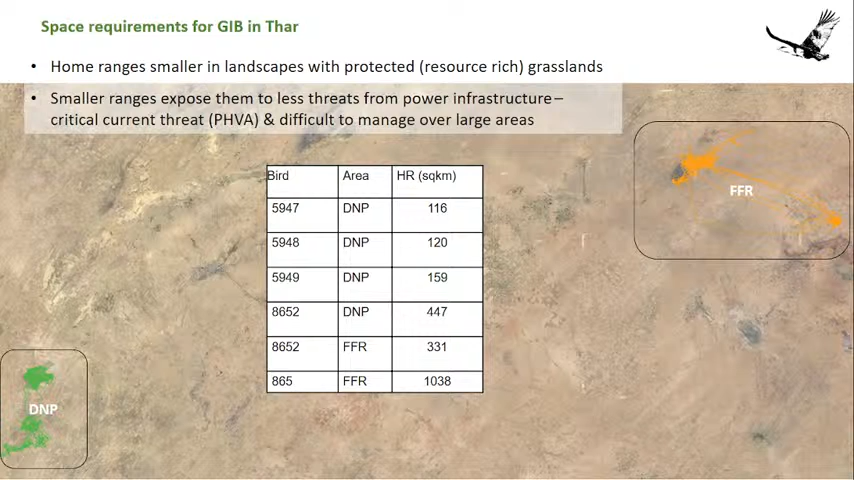 Space requirements for GIB in Thar
• Home ranges smaller in landscapes with protected (resource rich) grasslands
• Smaller ranges expose them to less threats from power infrastructure –
critical current threat (PHVA) & difficult to manage over large areas
Bird Area HR (sqkm)
5947 DNP 116
5948 DNP 120
5949 DNP 159
8652 DNP 447
8652 FFR 331
865 FFR 1038
FFR
DNP